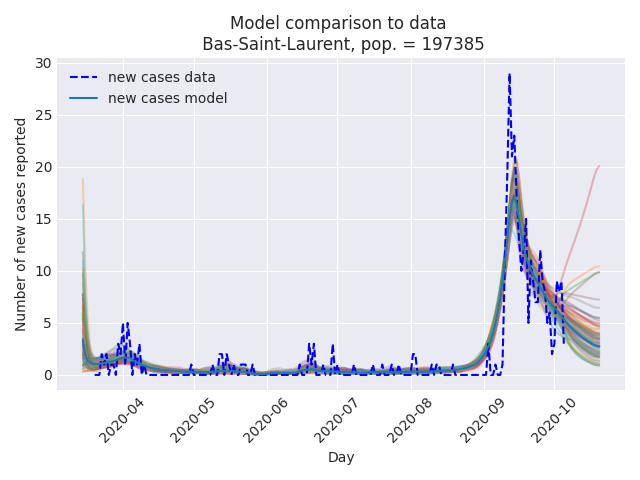 Model comparison to data
Bas-Saint-Laurent, pop. = 197385
new cases data
new cases model
Number of new cases reported
30
25
20
15
10
5
0
2020-04
2020-05
2020-06
2020-07
2020-08
2020-09
2020-10
Day